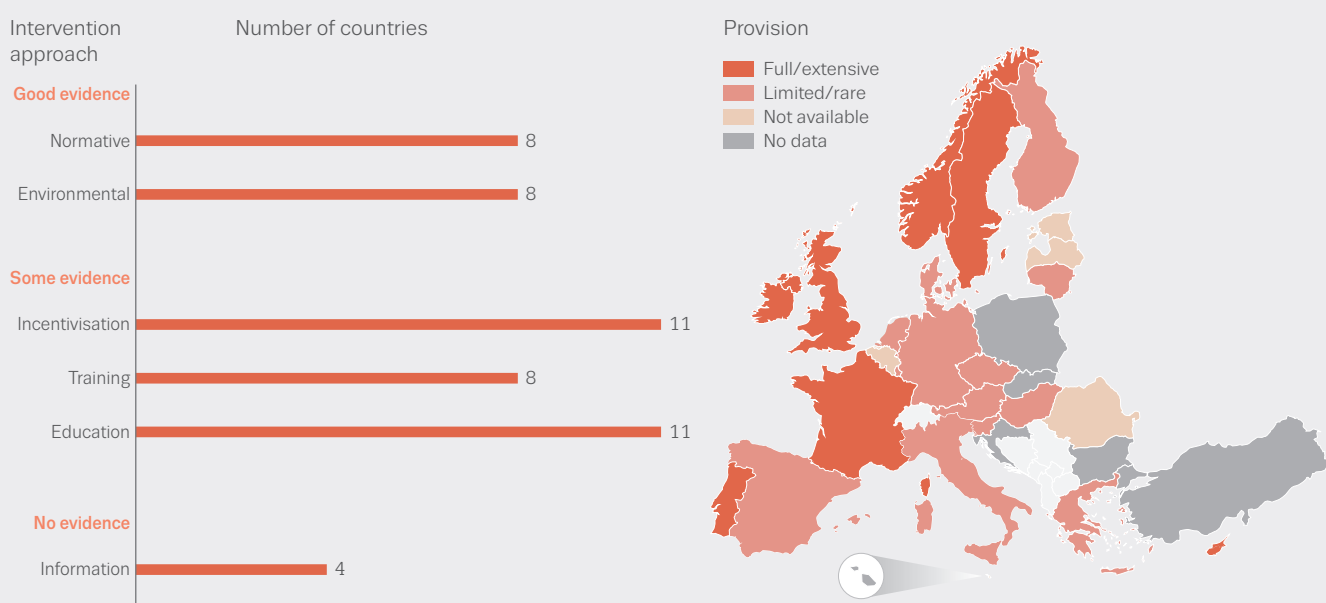 Intervention
approach
Number of countries
Good evidence
Normative 8
Environmental 8
Some evidence
Incentivisation 11
Training 8
Education 11
No evidence
Information 4
Provision
Full/extensive
Limited/rare
Not available
No data